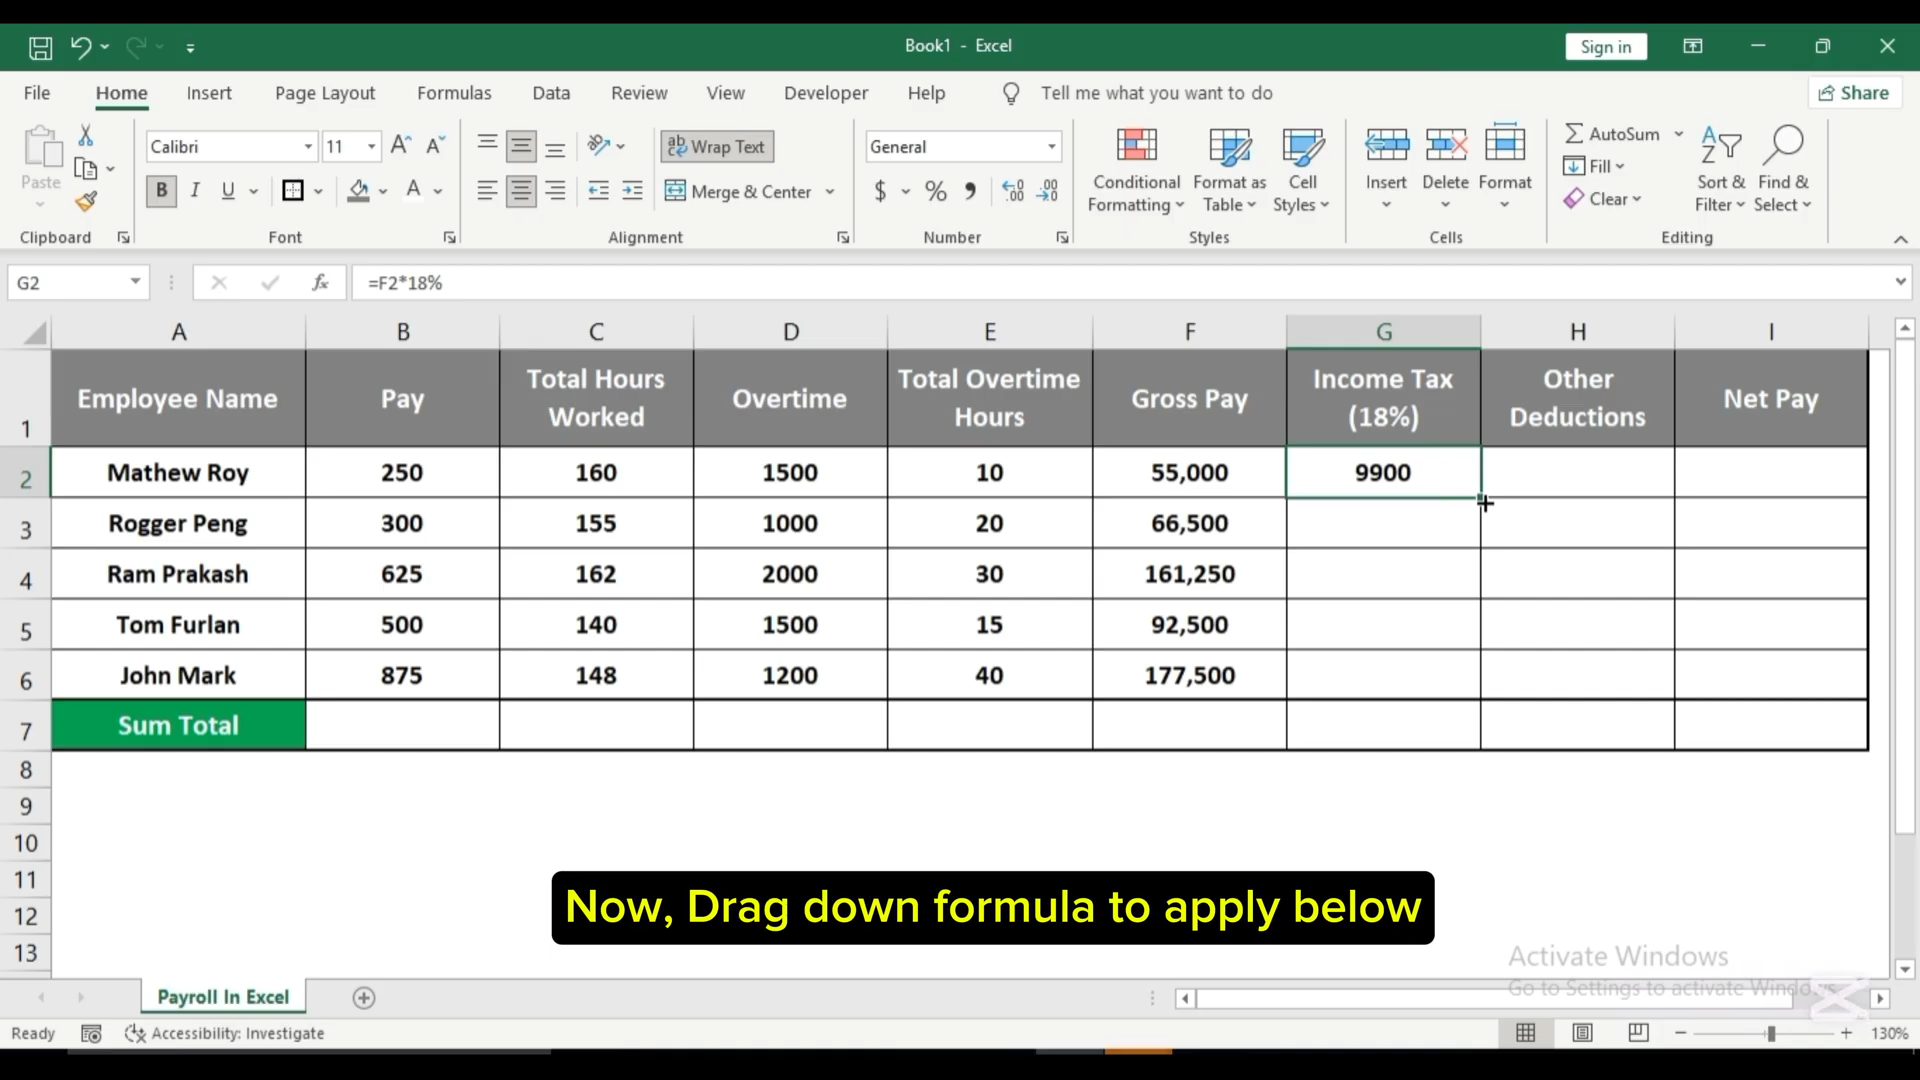 Book1 - Excel
Sign in
File Home Insert Page Layout Formulas Data Review View Developer Help Tell me what you want to do Share
Paste
Clipboard
Calibri 11
B I U
Font
Wrap Text
Merge & Center
Alignment
General
$ % ,
Number
Conditional Formatting
Format as Table
Cell Styles
Styles
Insert
Delete
Format
Cells
AutoSum
Fill
Clear
Sort & Filter
Find & Select
Editing
G2 fx =F2*18%
A B C D E F G H I
1 Employee Name Pay Total Hours Worked Overtime Total Overtime Hours Gross Pay Income Tax (18%) Other Deductions Net Pay
2 Mathew Roy 250 160 1500 10 55,000 9900
3 Rogger Peng 300 155 1000 20 66,500
4 Ram Prakash 625 162 2000 30 161,250
5 Tom Furlan 500 140 1500 15 92,500
6 John Mark 875 148 1200 40 177,500
7 Sum Total
8
9
10
11
12
13
Now, Drag down formula to apply below
Activate Windows
Go to Settings to activate Windows.
Payroll In Excel
Ready Accessibility: Investigate 130%